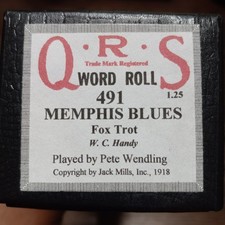 Q·R·S
Trade Mark Registered
WORD ROLL
491 1.25
MEMPHIS BLUES
Fox Trot
W. C. Handy
Played by Pete Wendling
Copyright by Jack Mills, Inc., 1918